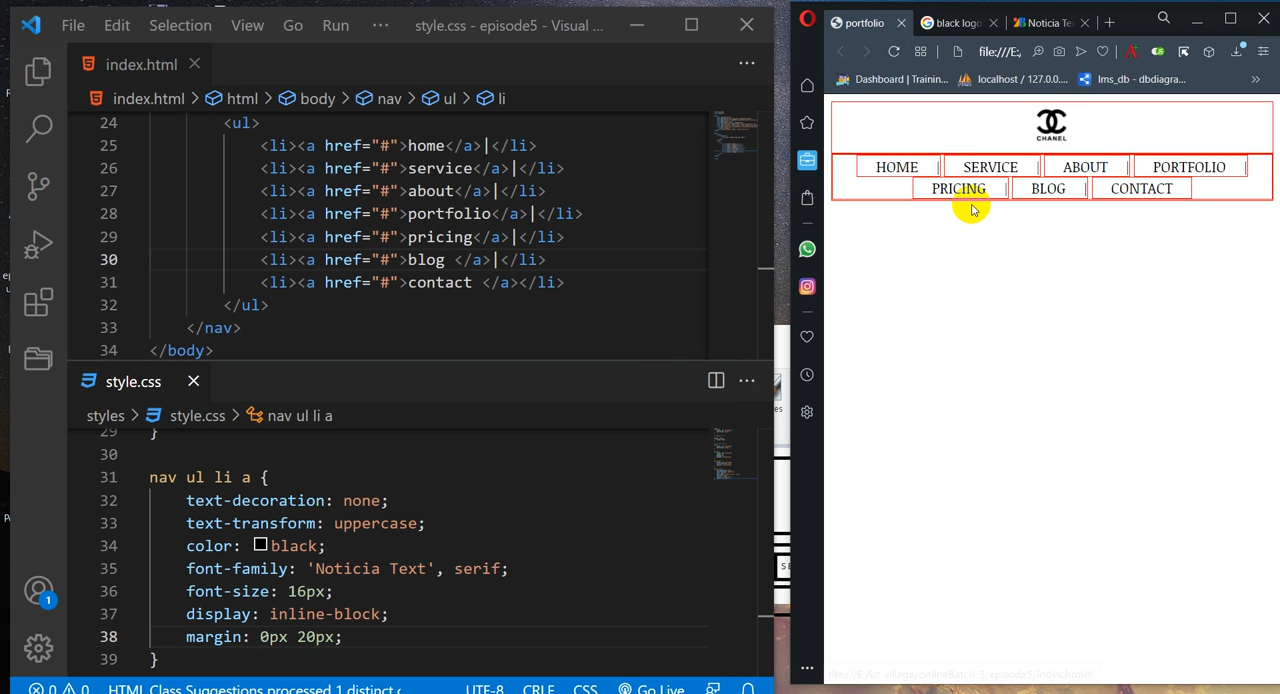 File Edit Selection View Go Run ··· style.css - episode5 - Visual ...
index.html
index.html > html > body > nav > ul > li
24 <ul>
25 <li><a href="#">home</a>|</li>
26 <li><a href="#">service</a>|</li>
27 <li><a href="#">about</a>|</li>
28 <li><a href="#">portfolio</a>|</li>
29 <li><a href="#">pricing</a>|</li>
30 <li><a href="#">blog </a>|</li>
31 <li><a href="#">contact </a></li>
32 </ul>
33 </nav>
34 </body>
style.css
styles > style.css > nav ul li a
29 }
30
31 nav ul li a {
32 text-decoration: none;
33 text-transform: uppercase;
34 color: black;
35 font-family: 'Noticia Text', serif;
36 font-size: 16px;
37 display: inline-block;
38 margin: 0px 20px;
39 }
1
0 0 HTML Class Suggestions processed 1 distinct UTF-8 CRLF CSS Go Live
portfolio black logo Noticia Te
file:///E:/
Dashboard | Trainin... localhost / 127.0.0.... lms_db - dbdiagra...
CHANEL
HOME | SERVICE | ABOUT | PORTFOLIO |
PRICING | BLOG | CONTACT